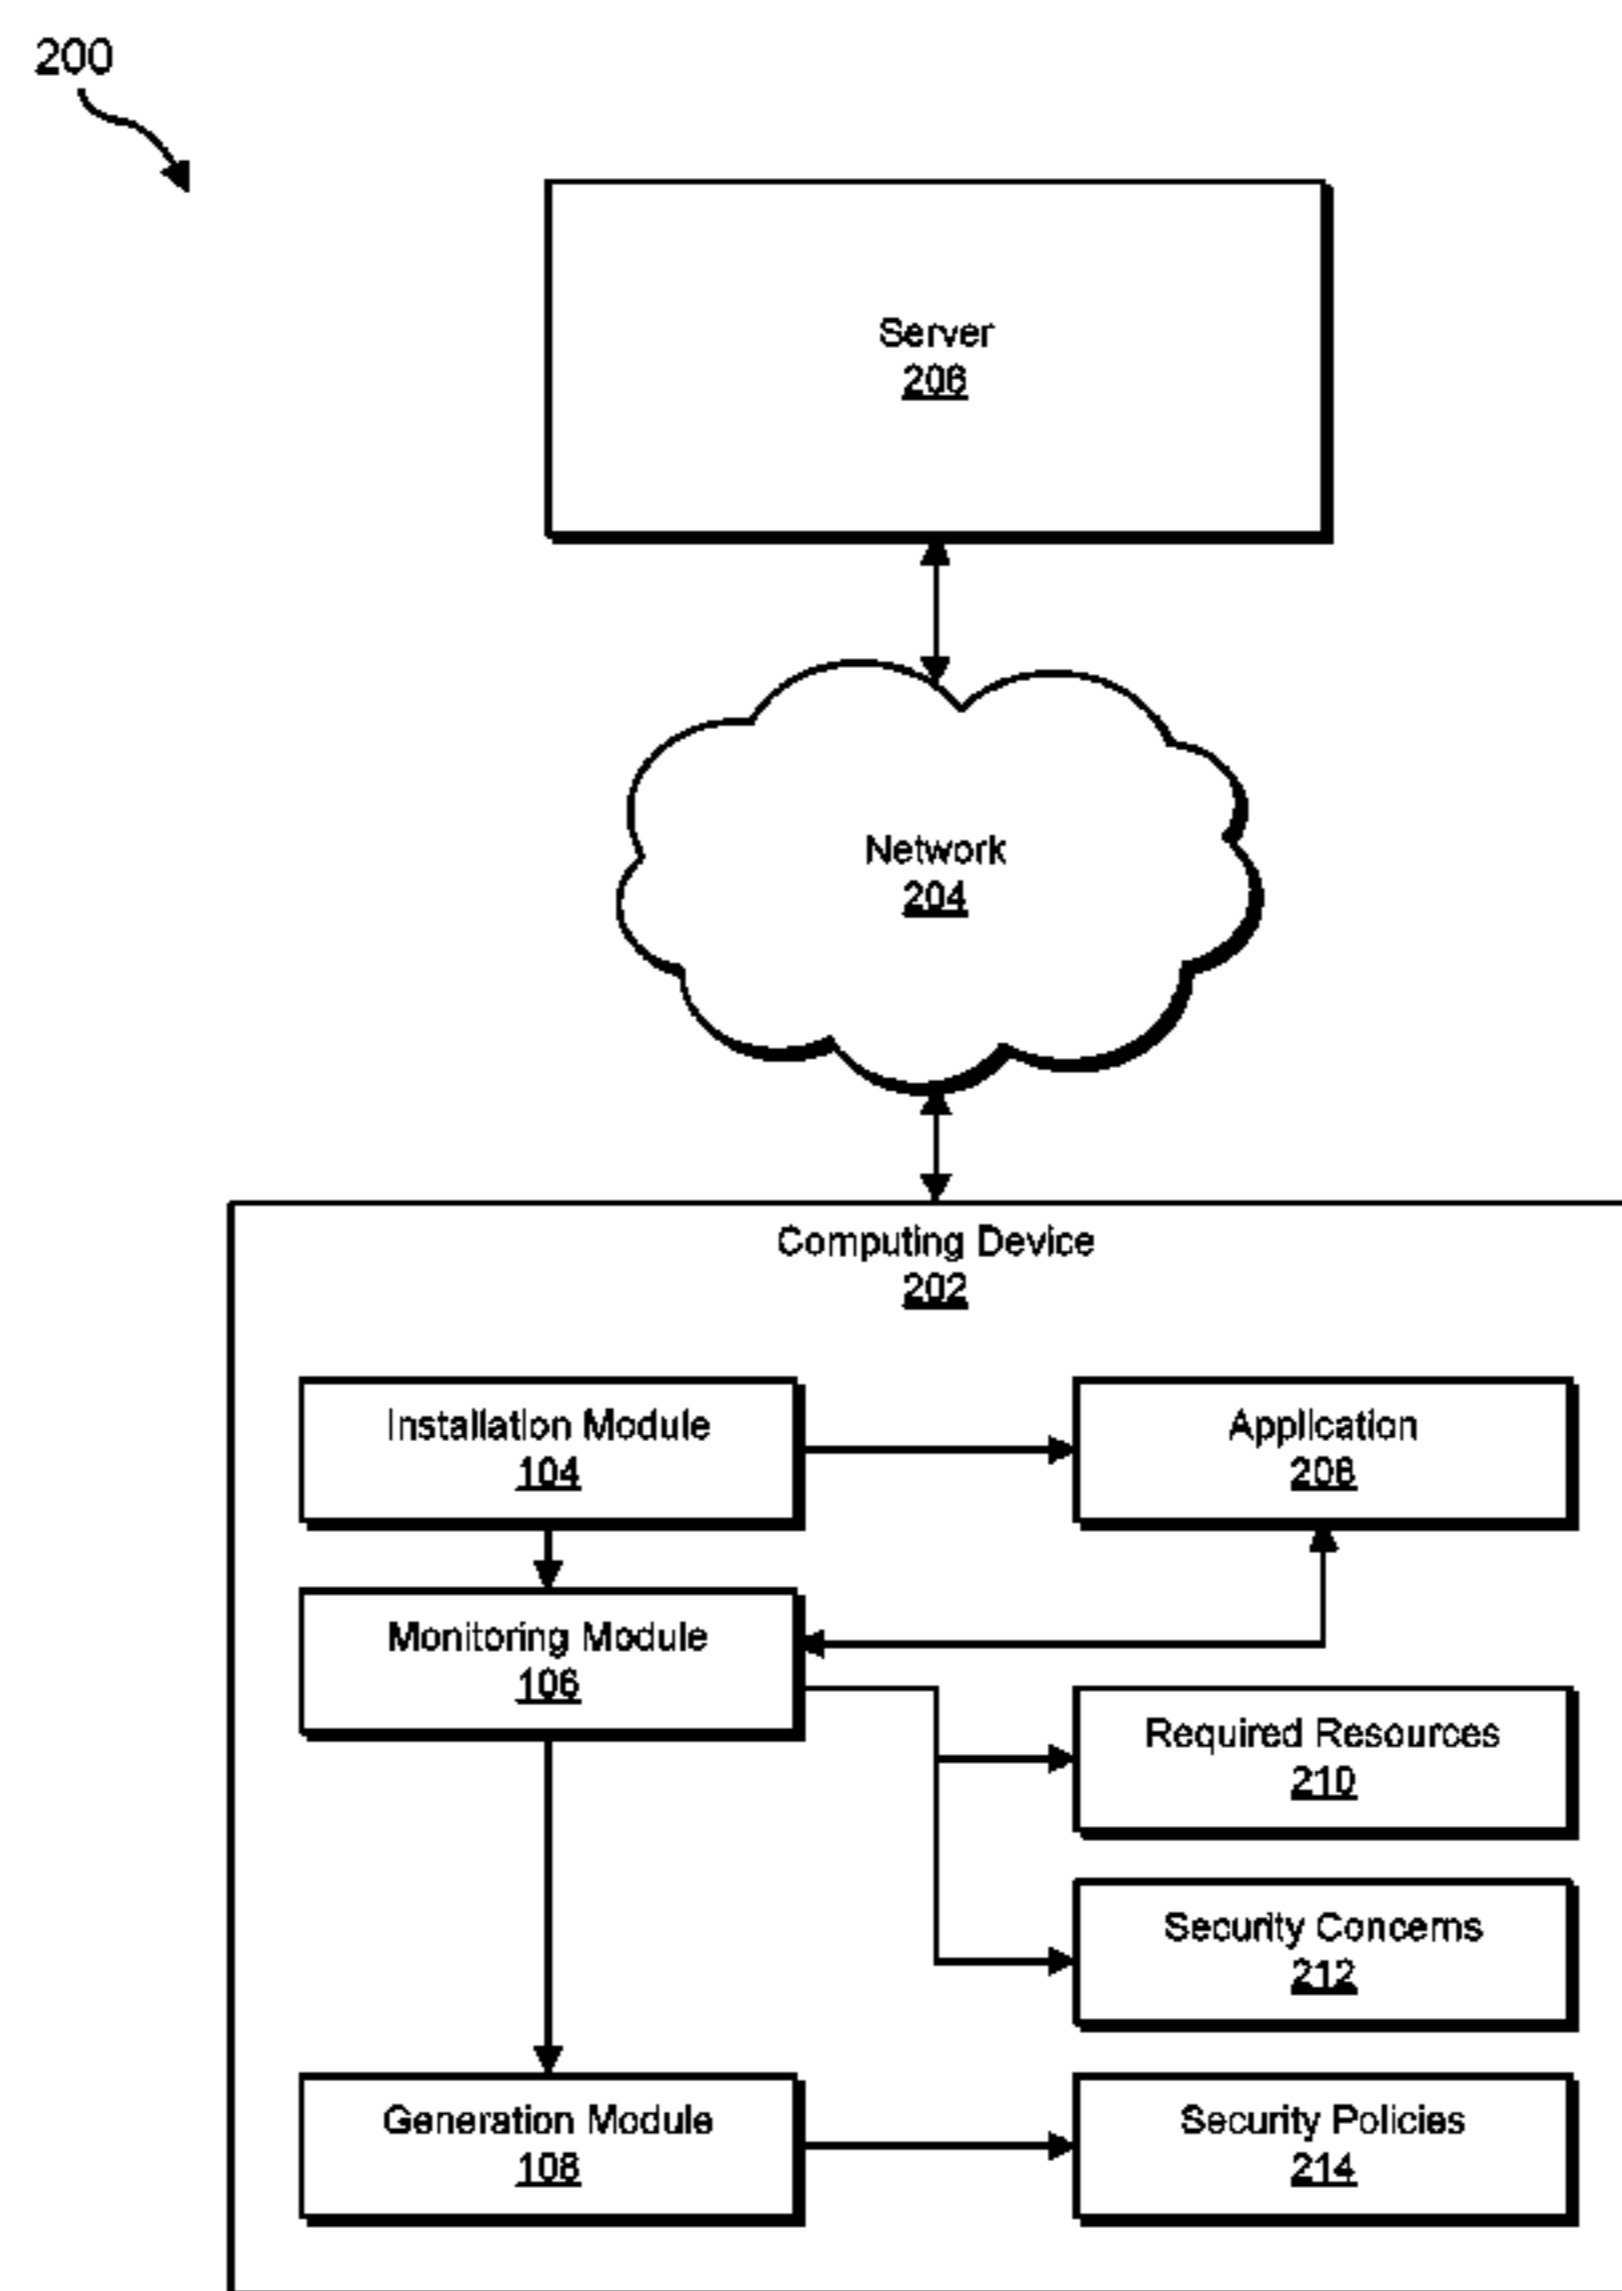 200
Server
206
Network
204
Computing Device
202
Installation Module
104
Application
208
Monitoring Module
106
Required Resources
210
Security Concerns
212
Generation Module
108
Security Policies
214